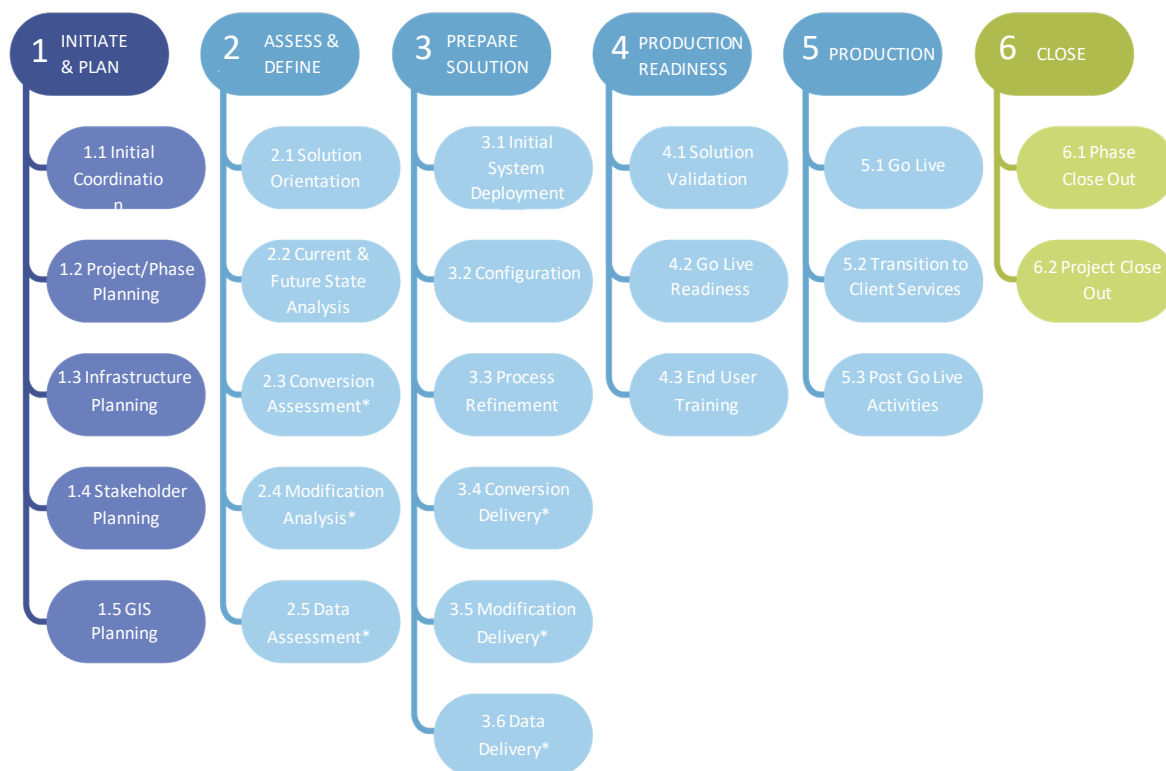 1 INITIATE
& PLAN
1.1 Initial
Coordinatio
n
1.2 Project/Phase
Planning
1.3 Infrastructure
Planning
1.4 Stakeholder
Planning
1.5 GIS
Planning
2 ASSESS &
DEFINE
2.1 Solution
Orientation
2.2 Current &
Future State
Analysis
2.3 Conversion
Assessment*
2.4 Modification
Analysis*
2.5 Data
Assessment*
3 PREPARE
SOLUTION
3.1 Initial
System
Deployment
3.2 Configuration
3.3 Process
Refinement
3.4 Conversion
Delivery*
3.5 Modification
Delivery*
3.6 Data
Delivery*
4 PRODUCTION
READINESS
4.1 Solution
Validation
4.2 Go Live
Readiness
4.3 End User
Training
5 PRODUCTION
5.1 Go Live
5.2 Transition to
Client Services
5.3 Post Go Live
Activities
6 CLOSE
6.1 Phase
Close Out
6.2 Project Close
Out